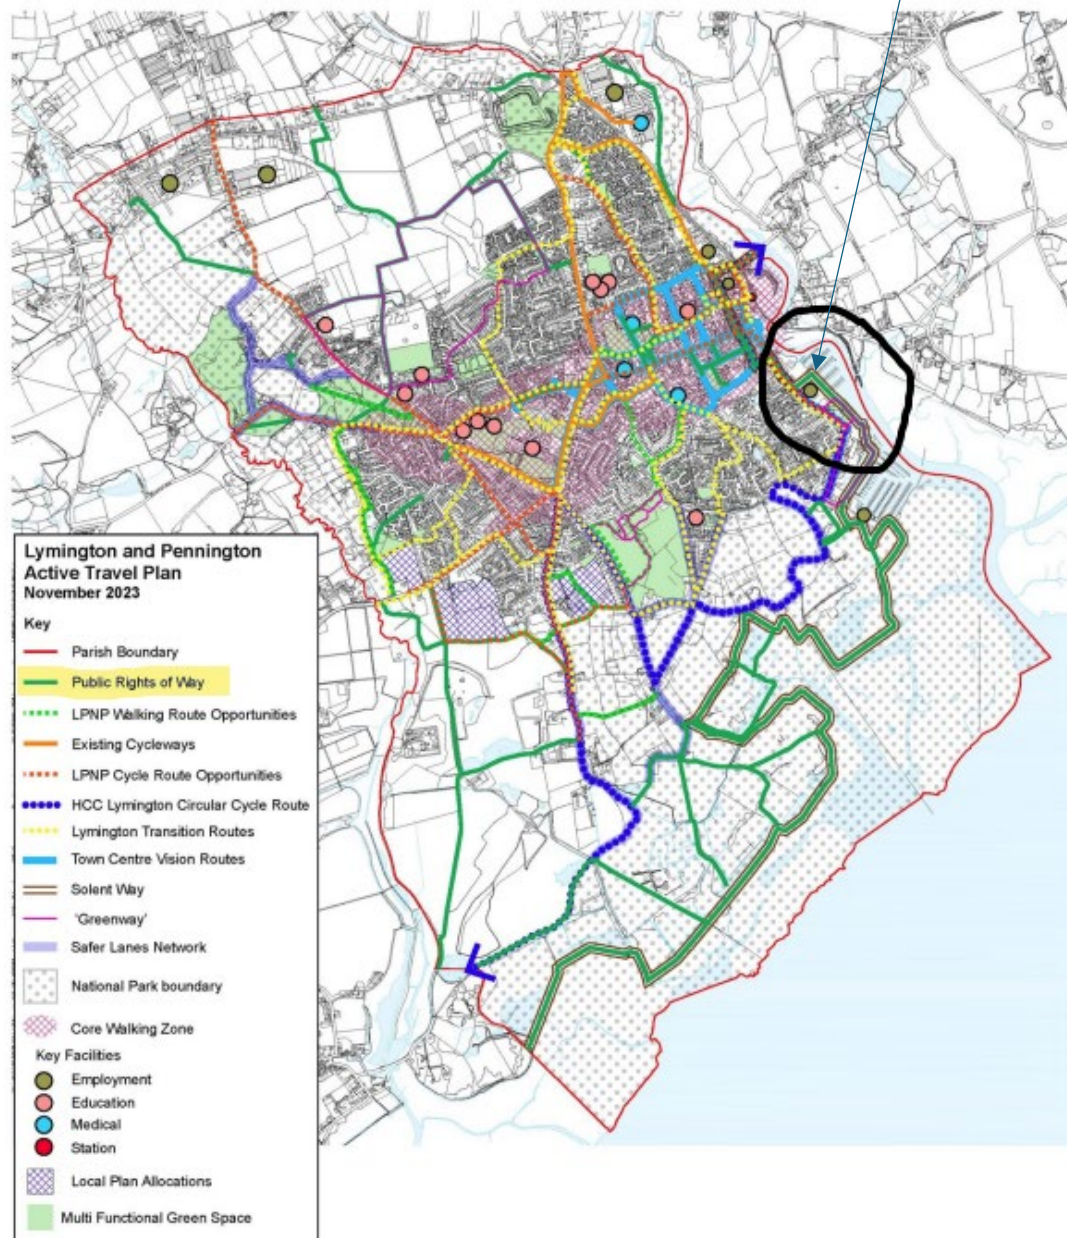 Lymington and Pennington
Active Travel Plan
November 2023
Key
Parish Boundary
Public Rights of Way
LPNP Walking Route Opportunities
Existing Cycleways
LPNP Cycle Route Opportunities
HCC Lymington Circular Cycle Route
Lymington Transition Routes
Town Centre Vision Routes
Solent Way
'Greenway'
Safer Lanes Network
National Park boundary
Core Walking Zone
Key Facilities
Employment
Education
Medical
Station
Local Plan Allocations
Multi Functional Green Space